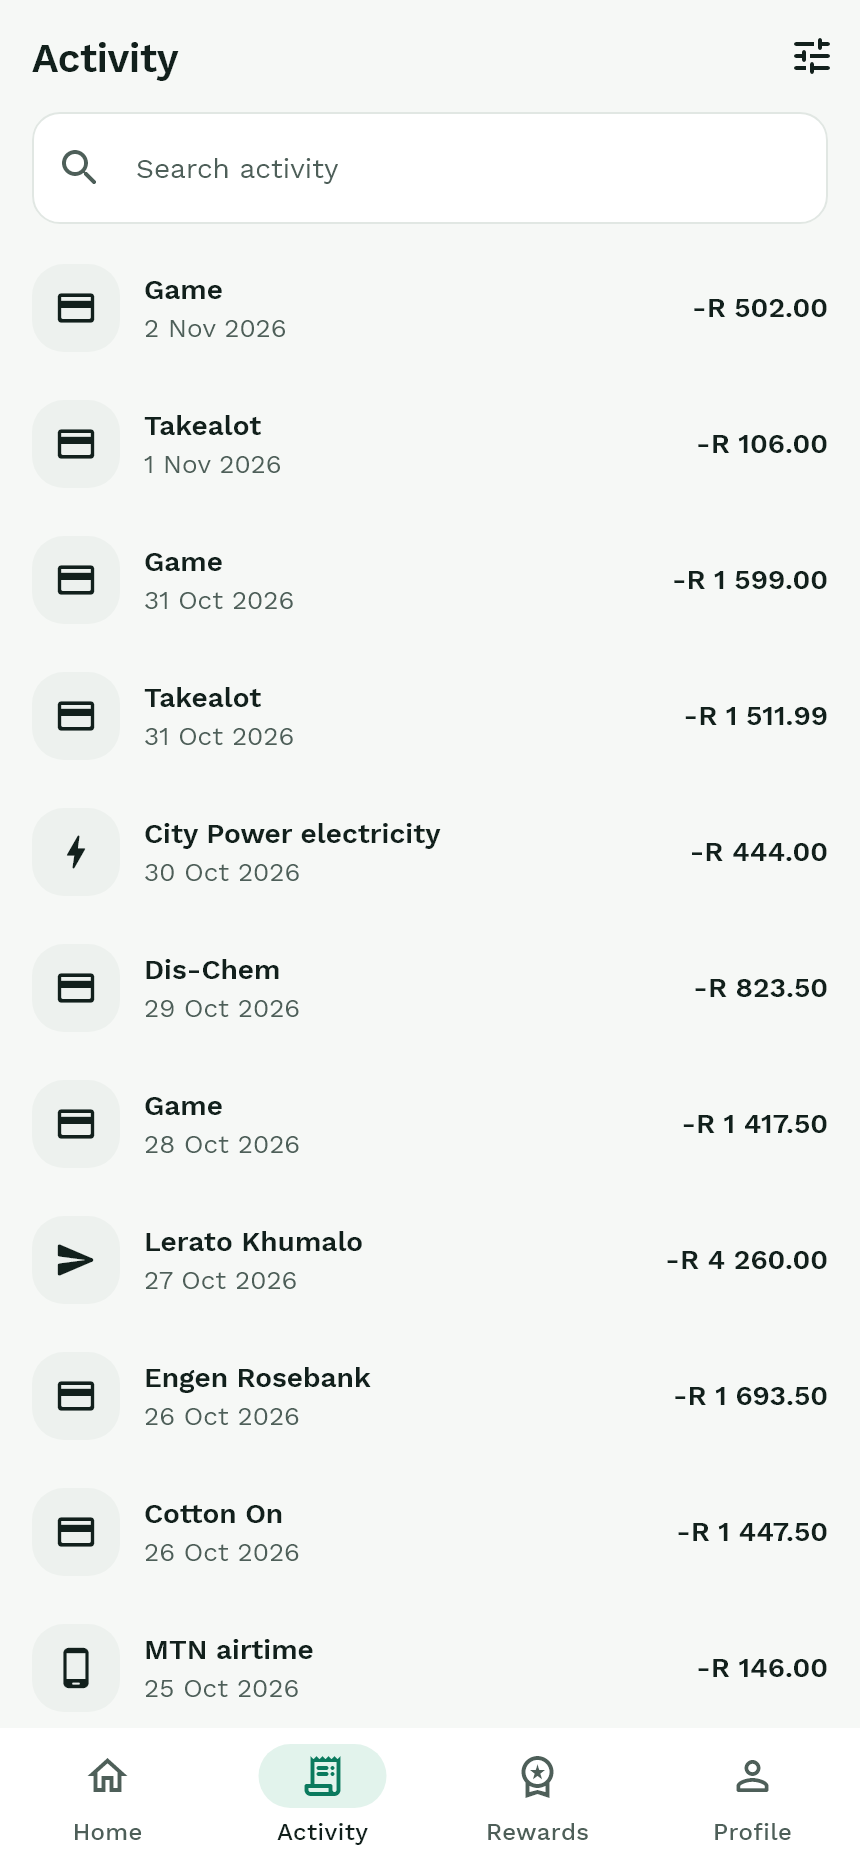 Activity
Search activity
Game
2 Nov 2026
-R 502.00
Takealot
1 Nov 2026
-R 106.00
Game
31 Oct 2026
-R 1 599.00
Takealot
31 Oct 2026
-R 1 511.99
City Power electricity
30 Oct 2026
-R 444.00
Dis-Chem
29 Oct 2026
-R 823.50
Game
28 Oct 2026
-R 1 417.50
Lerato Khumalo
27 Oct 2026
-R 4 260.00
Engen Rosebank
26 Oct 2026
-R 1 693.50
Cotton On
26 Oct 2026
-R 1 447.50
MTN airtime
25 Oct 2026
-R 146.00
Home
Activity
Rewards
Profile